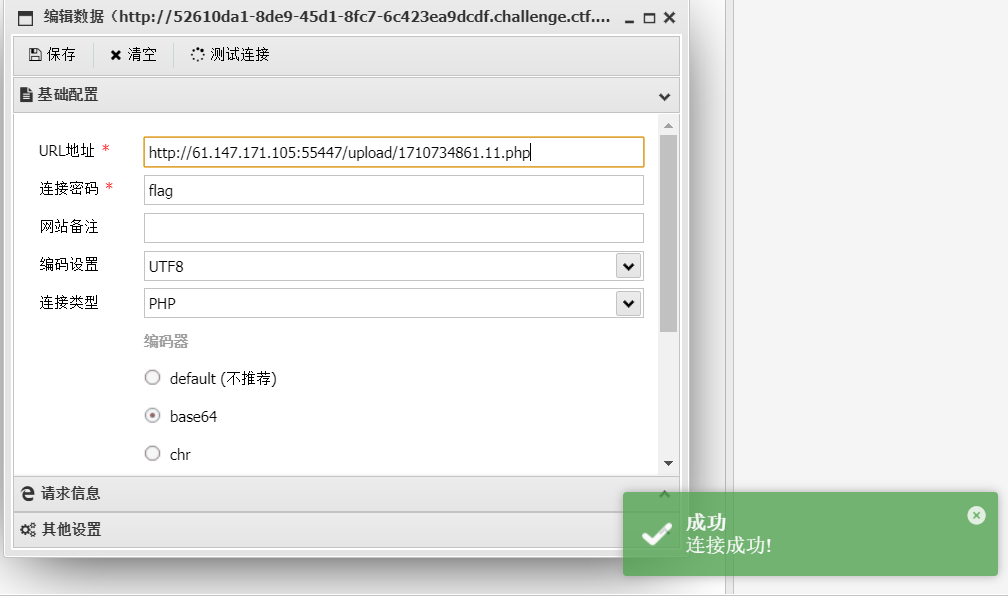 编辑数据（http://52610da1-8de9-45d1-8fc7-6c423ea9dcdf.challenge.ctf....
保存 清空 测试连接
基础配置
URL地址 * http://61.147.171.105:55447/upload/1710734861.11.php
连接密码 * flag
网站备注
编码设置 UTF8
连接类型 PHP
编码器
default (不推荐)
base64
chr
请求信息
其他设置
成功
连接成功!